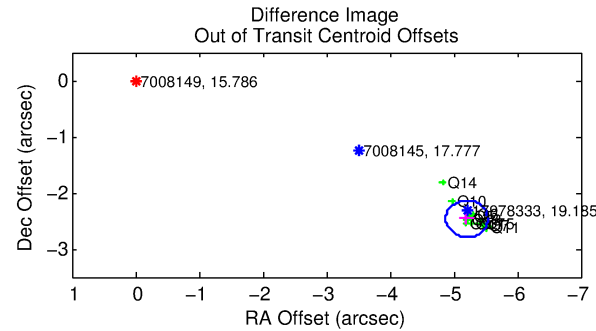 Difference Image
Out of Transit Centroid Offsets
Dec Offset (arcsec)
0
−1
−2
−3
7008149, 15.786
7008145, 17.777
Q14
Q10
Q11
1
0
−1
−2
−3
−4
−5
−6
−7
RA Offset (arcsec)